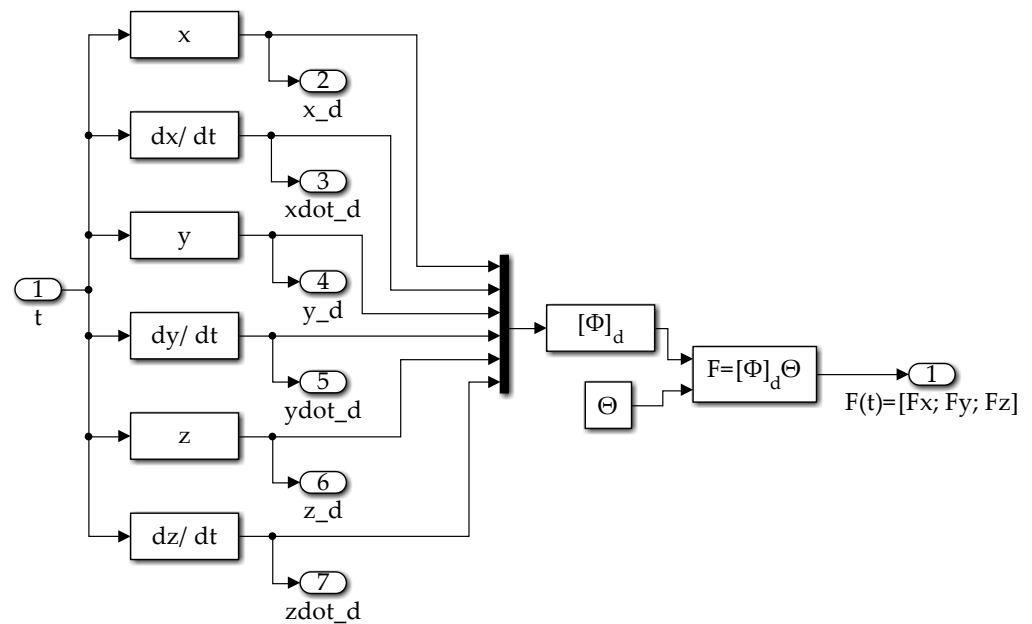 x
2
x_d
dx/ dt
3
xdot_d
y
4
y_d
1
t
dy/ dt
5
ydot_d
z
6
z_d
dz/ dt
7
zdot_d
[Φ]d
Θ
F=[Φ]dΘ
1
F(t)=[Fx; Fy; Fz]